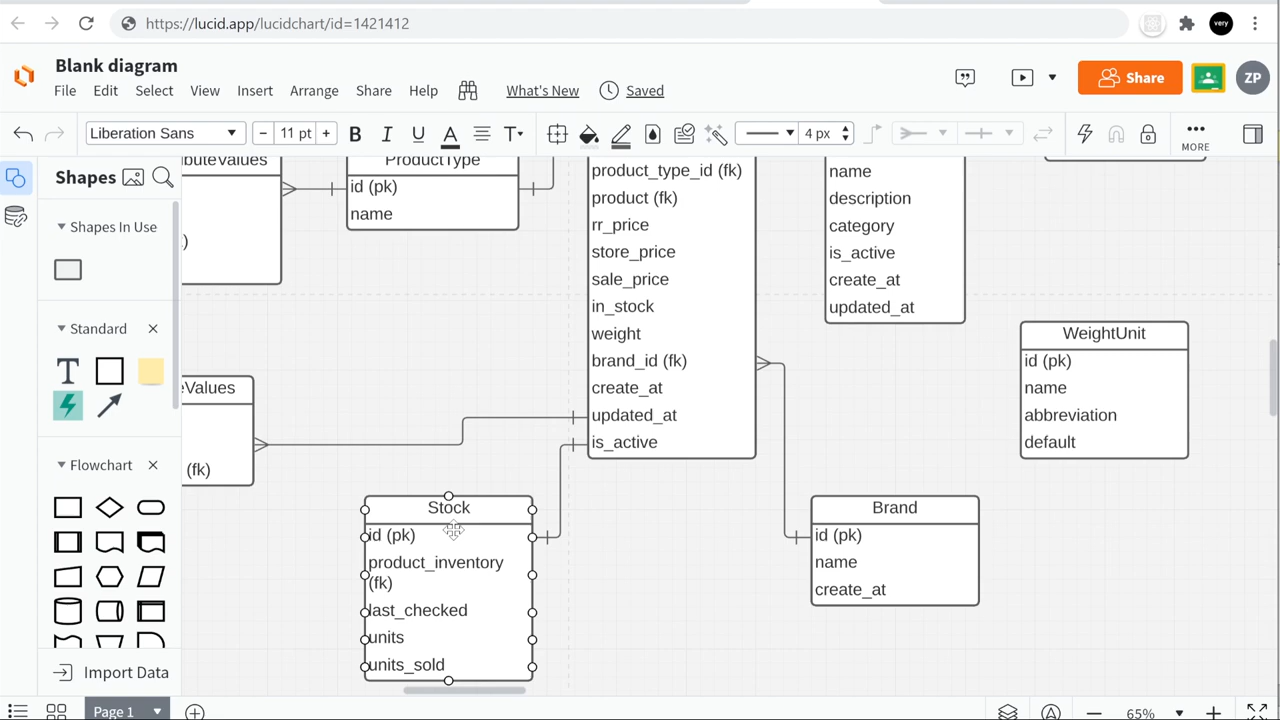 https://lucid.app/lucidchart/id=1421412
very
Blank diagram
File Edit Select View Insert Arrange Share Help What's New Saved
Share
ZP
Liberation Sans
11 pt
B I U A T
4 px
MORE
Shapes
Shapes In Use
Standard
T
Flowchart
Import Data
buteValues
)
ProductType
id (pk)
name
product_type_id (fk)
product (fk)
rr_price
store_price
sale_price
in_stock
weight
brand_id (fk)
create_at
updated_at
is_active
name
description
category
is_active
create_at
updated_at
WeightUnit
id (pk)
name
abbreviation
default
eValues
(fk)
Stock
id (pk)
product_inventory
(fk)
last_checked
units
units_sold
Brand
id (pk)
name
create_at
Page 1
65%